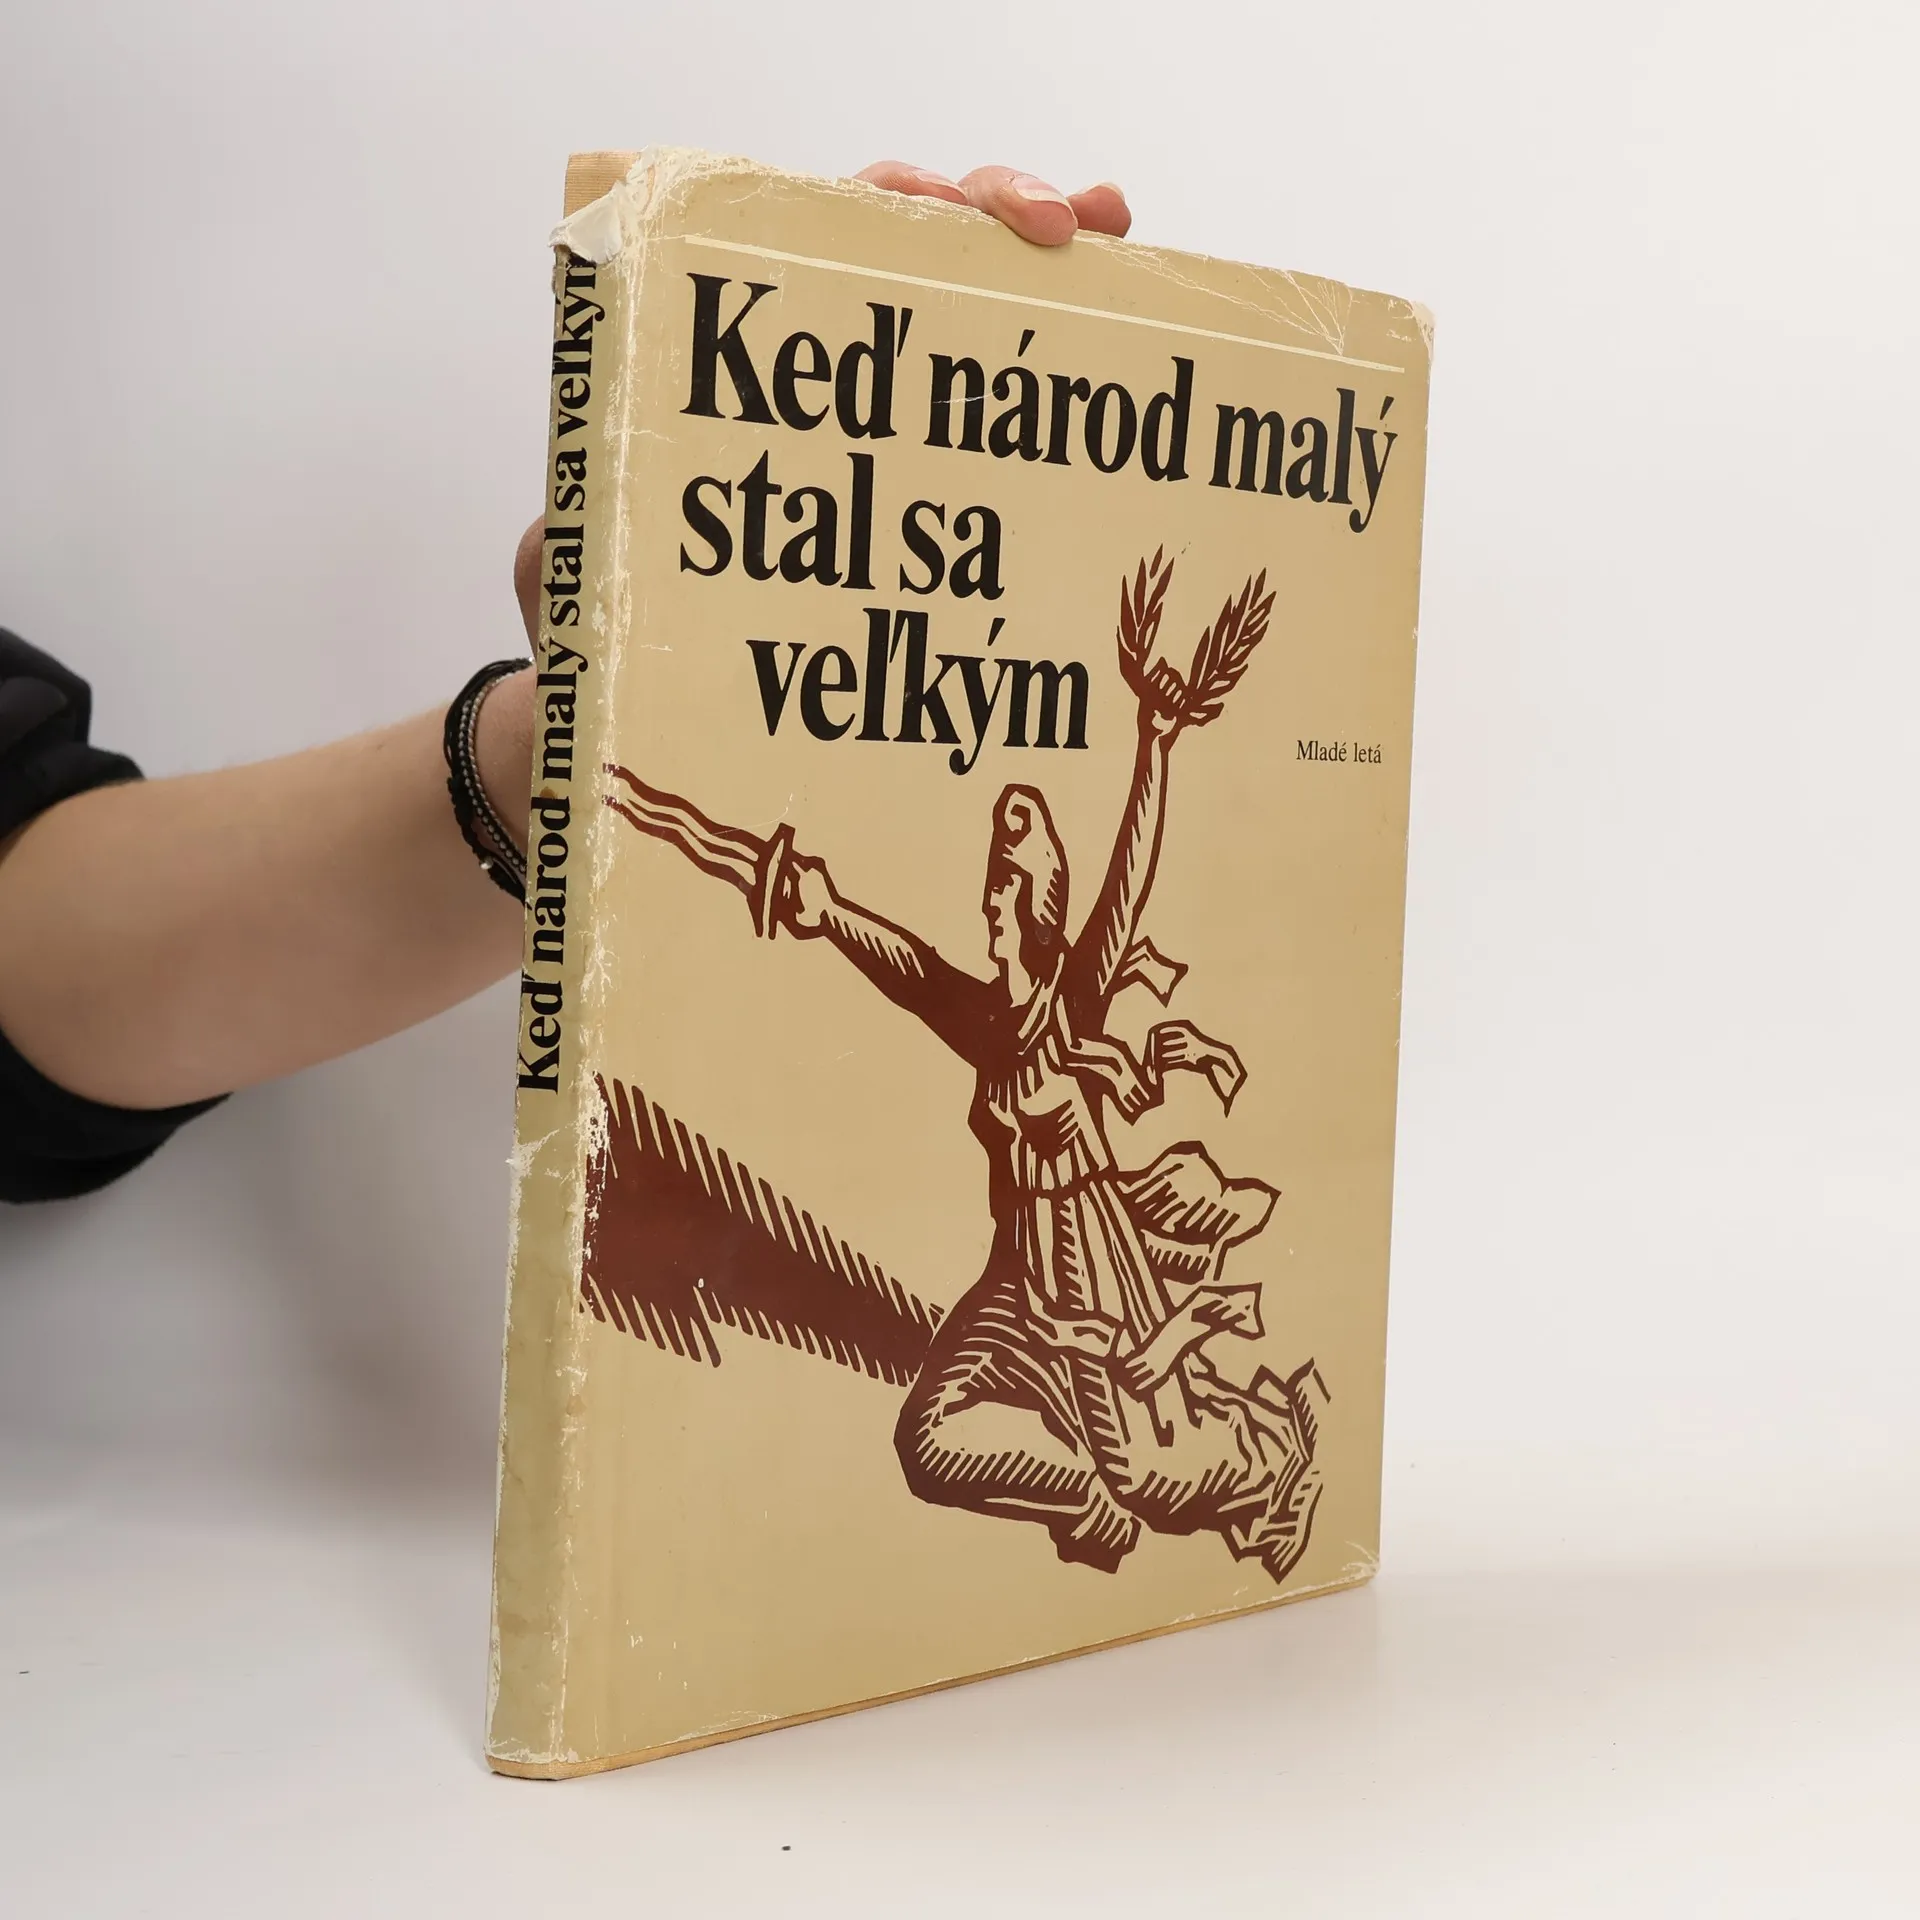 Keď národ malý
stal sa
veľkým
Mladé letá
Keď národ malý stal sa veľkým